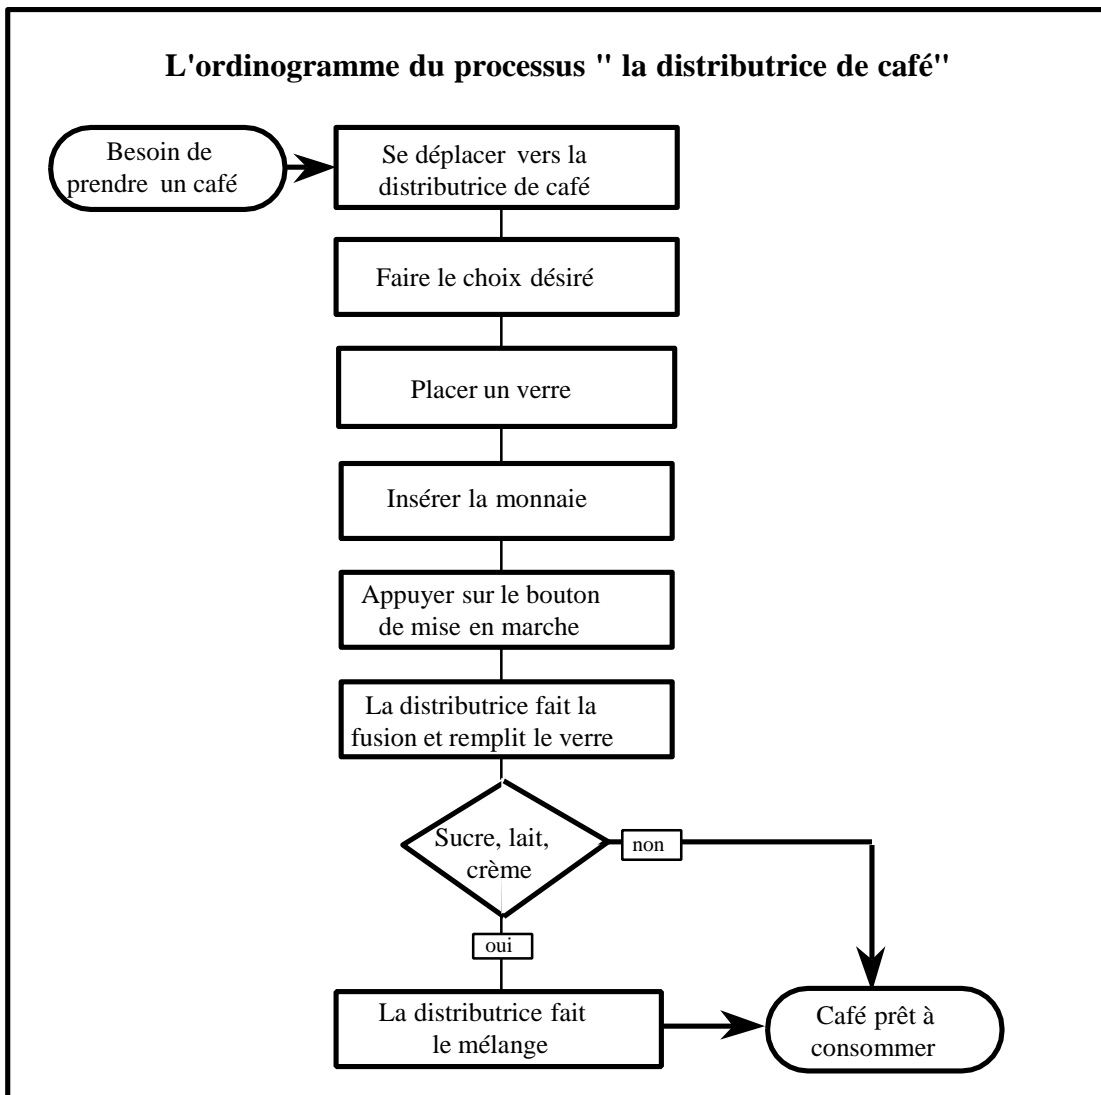 L'ordinogramme du processus " la distributrice de café"
Besoin de
prendre un café
Se déplacer vers la
distributrice de café
Faire le choix désiré
Placer un verre
Insérer la monnaie
Appuyer sur le bouton
de mise en marche
La distributrice fait la
fusion et remplit le verre
Sucre, lait,
crème
non
oui
La distributrice fait
le mélange
Café prêt à
consommer